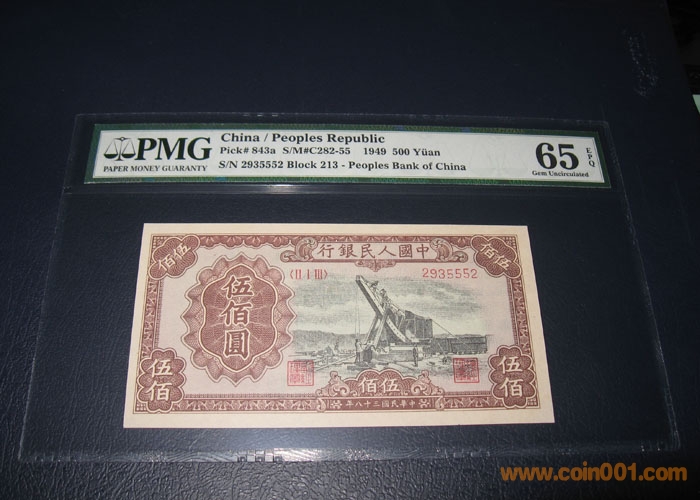 China / Peoples Republic
PMG
Pick# 843a S/M#C282-55 1949 500 Yüan
PAPER MONEY GUARANTY
S/N 2935552 Block 213 - Peoples Bank of China
65 EPQ
Gem Uncirculated
行銀民人國中
伍佰
佰伍
〈II I III〉
2935552
伍佰圓
伍佰
伍佰
佰伍
年八十三國民華中
www.coin001.com